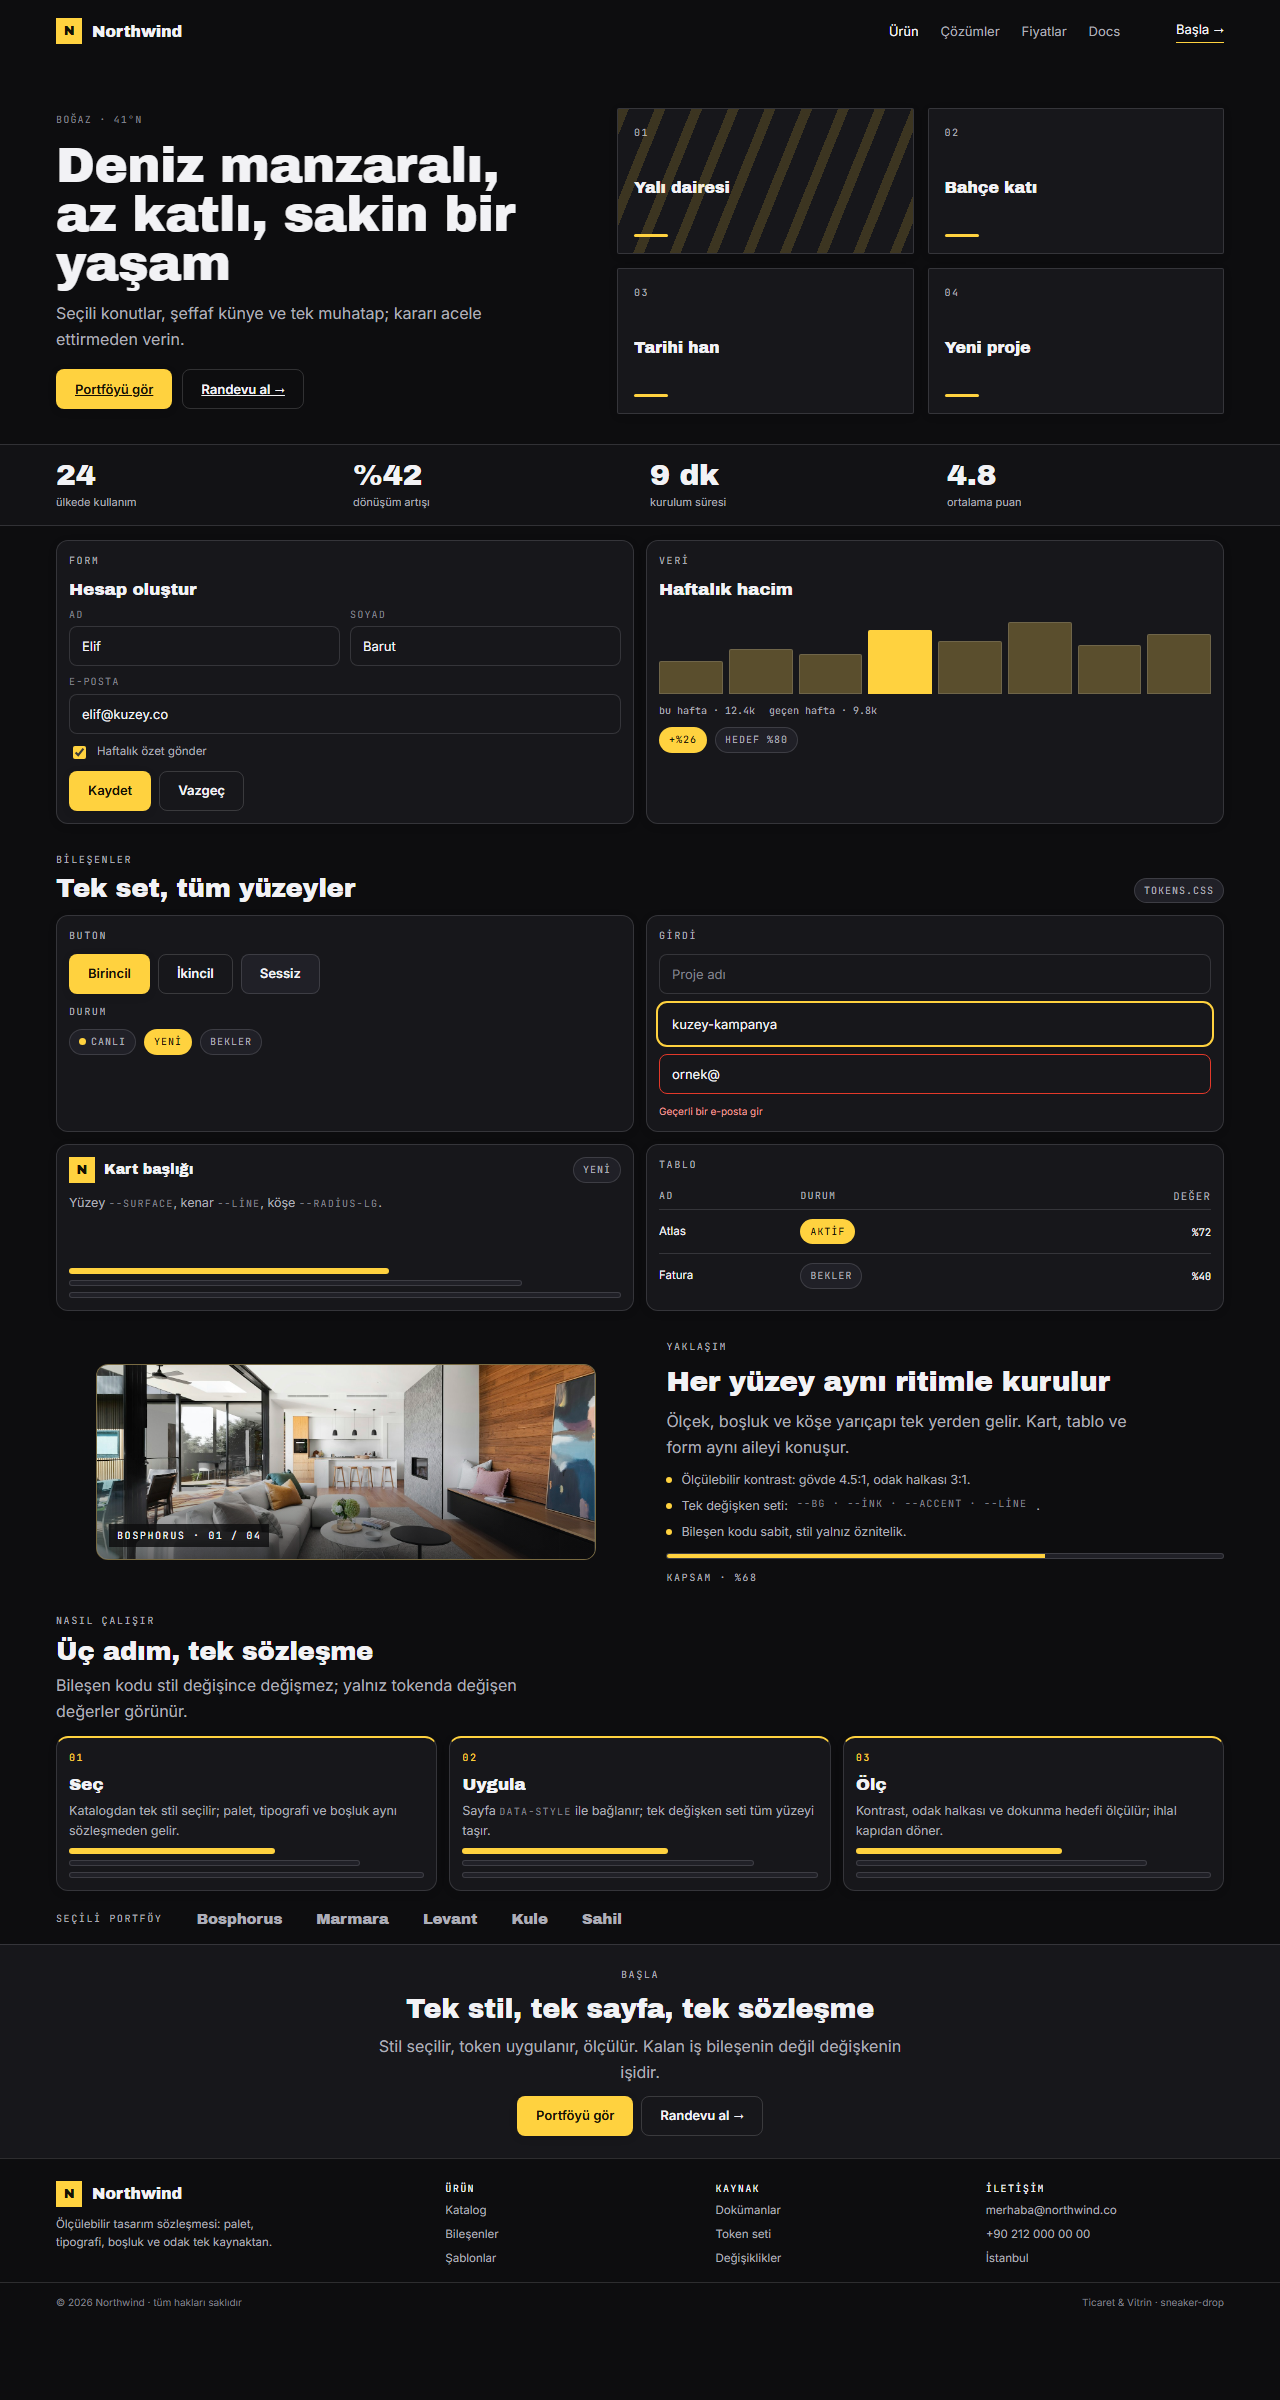 N Northwind
Ürün Çözümler Fiyatlar Docs Başla →
BOĞAZ · 41°N
Deniz manzaralı,
az katlı, sakin bir
yaşam
Seçili konutlar, şeffaf künye ve tek muhatap; kararı acele
ettirmeden verin.
Portföyü gör Randevu al →
01
Yalı dairesi
02
Bahçe katı
03
Tarihi han
04
Yeni proje
24
ülkede kullanım
%42
dönüşüm artışı
9 dk
kurulum süresi
4.8
ortalama puan
FORM
Hesap oluştur
AD SOYAD
Elif Barut
E-POSTA
elif@kuzey.co
Haftalık özet gönder
Kaydet Vazgeç
VERİ
Haftalık hacim
bu hafta · 12.4k geçen hafta · 9.8k
+%26 HEDEF %80
BİLEŞENLER
Tek set, tüm yüzeyler
TOKENS.CSS
BUTON
Birincil İkincil Sessiz
DURUM
CANLI YENİ BEKLER
GİRDİ
Proje adı
kuzey-kampanya
ornek@
Geçerli bir e-posta gir
N Kart başlığı YENİ
Yüzey --SURFACE, kenar --LİNE, köşe --RADİUS-LG.
TABLO
AD DURUM DEĞER
Atlas AKTİF %72
Fatura BEKLER %40
BOSPHORUS · 01 / 04
YAKLAŞIM
Her yüzey aynı ritimle kurulur
Ölçek, boşluk ve köşe yarıçapı tek yerden gelir. Kart, tablo ve
form aynı aileyi konuşur.
Ölçülebilir kontrast: gövde 4.5:1, odak halkası 3:1.
Tek değişken seti: --BG · --İNK · --ACCENT · --LİNE .
Bileşen kodu sabit, stil yalnız öznitelik.
KAPSAM · %68
NASIL ÇALIŞIR
Üç adım, tek sözleşme
Bileşen kodu stil değişince değişmez; yalnız tokenda değişen
değerler görünür.
01
Seç
Katalogdan tek stil seçilir; palet, tipografi ve boşluk aynı
sözleşmeden gelir.
02
Uygula
Sayfa DATA-STYLE ile bağlanır; tek değişken seti tüm yüzeyi
taşır.
03
Ölç
Kontrast, odak halkası ve dokunma hedefi ölçülür; ihlal
kapıdan döner.
SEÇİLİ PORTFÖY Bosphorus Marmara Levant Kule Sahil
BAŞLA
Tek stil, tek sayfa, tek sözleşme
Stil seçilir, token uygulanır, ölçülür. Kalan iş bileşenin değil değişkenin
işidir.
Portföyü gör Randevu al →
N Northwind
Ölçülebilir tasarım sözleşmesi: palet,
tipografi, boşluk ve odak tek kaynaktan.
ÜRÜN
Katalog
Bileşenler
Şablonlar
KAYNAK
Dokümanlar
Token seti
Değişiklikler
İLETİŞİM
merhaba@northwind.co
+90 212 000 00 00
İstanbul
© 2026 Northwind · tüm hakları saklıdır
Ticaret & Vitrin · sneaker-drop